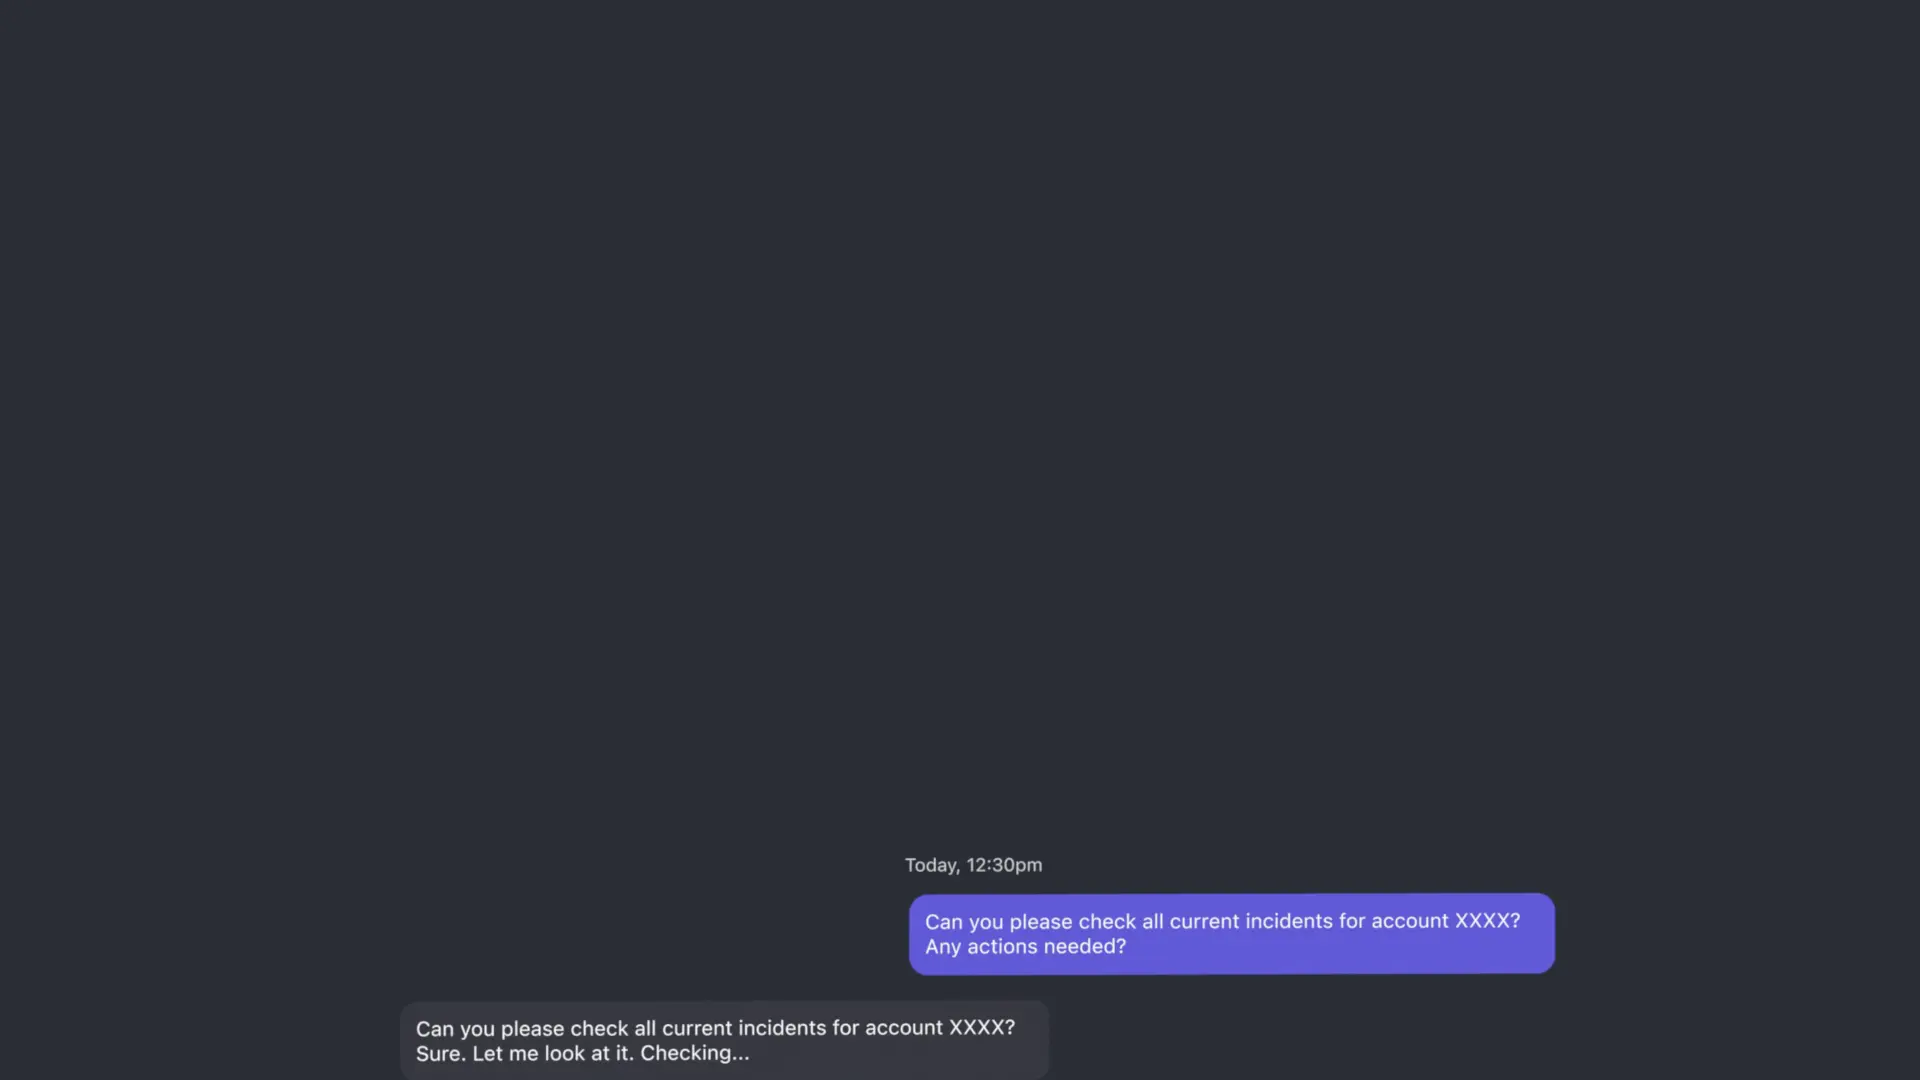 Today, 12:30pm
Can you please check all current incidents for account XXXX?
Any actions needed?
Can you please check all current incidents for account XXXX?
Sure. Let me look at it. Checking...